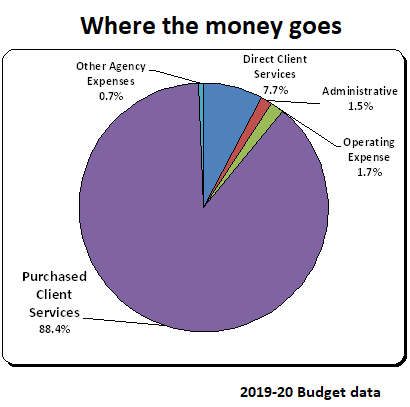 Where the money goes
Other Agency
Expenses
0.7%
Direct Client
Services
7.7%
Administrative
1.5%
Operating
Expense
1.7%
Purchased
Client
Services
88.4%
2019-20 Budget data